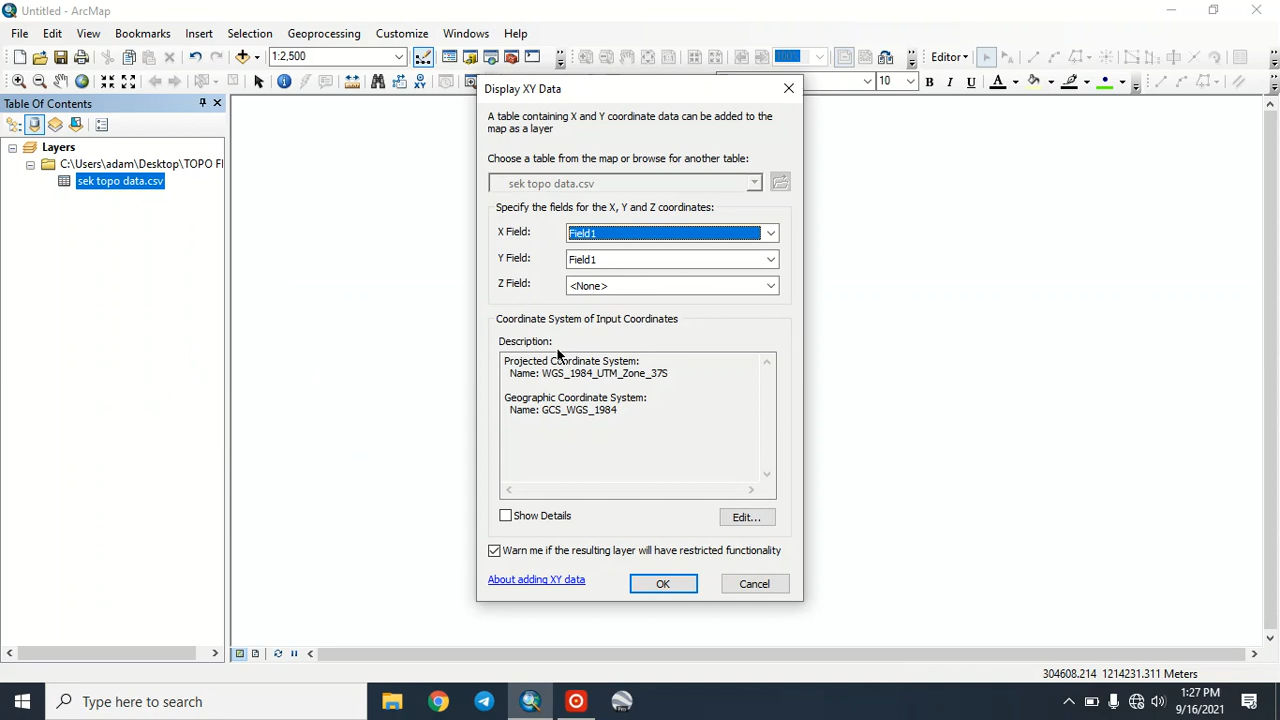 Untitled - ArcMap
File Edit View Bookmarks Insert Selection Geoprocessing Customize Windows Help
1:2,500
100%
Editor
10 B I U A
Table Of Contents
Layers
C:\Users\adam\Desktop\TOPO FI
sek topo data.csv
Display XY Data
A table containing X and Y coordinate data can be added to the
map as a layer
Choose a table from the map or browse for another table:
sek topo data.csv
Specify the fields for the X, Y and Z coordinates:
X Field: Field1
Y Field: Field1
Z Field: <None>
Coordinate System of Input Coordinates
Description:
Projected Coordinate System:
Name: WGS_1984_UTM_Zone_37S
Geographic Coordinate System:
Name: GCS_WGS_1984
Show Details
Edit...
Warn me if the resulting layer will have restricted functionality
About adding XY data
OK
Cancel
304608.214 1214231.311 Meters
Type here to search
1:27 PM
9/16/2021